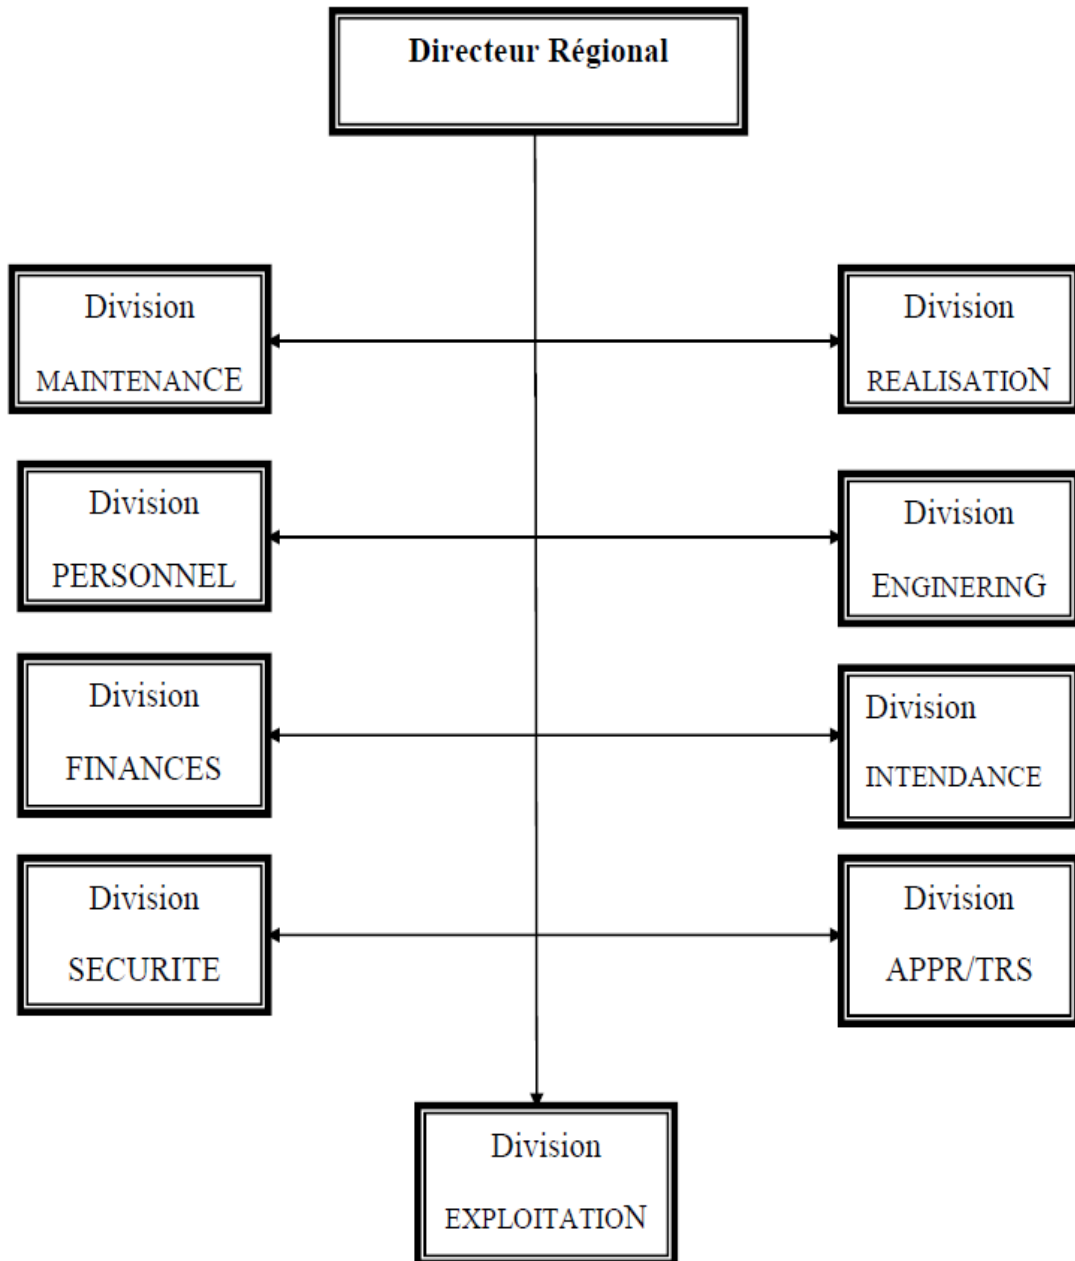 Directeur Régional
Division
MAINTENANCE
Division
REALISATION
Division
PERSONNEL
Division
ENGINERING
Division
FINANCES
Division
INTENDANCE
Division
SECURITE
Division
APPR/TRS
Division
EXPLOITATION